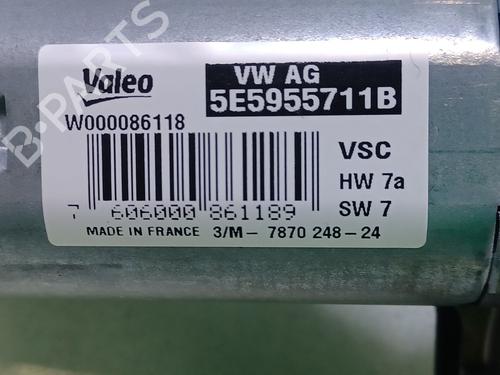 Valeo
VW AG
5E5955711B
W000086118
VSC
HW 7a
SW 7
7 606000 861189
MADE IN FRANCE 3/M- 7870 248-24
B-PARTS